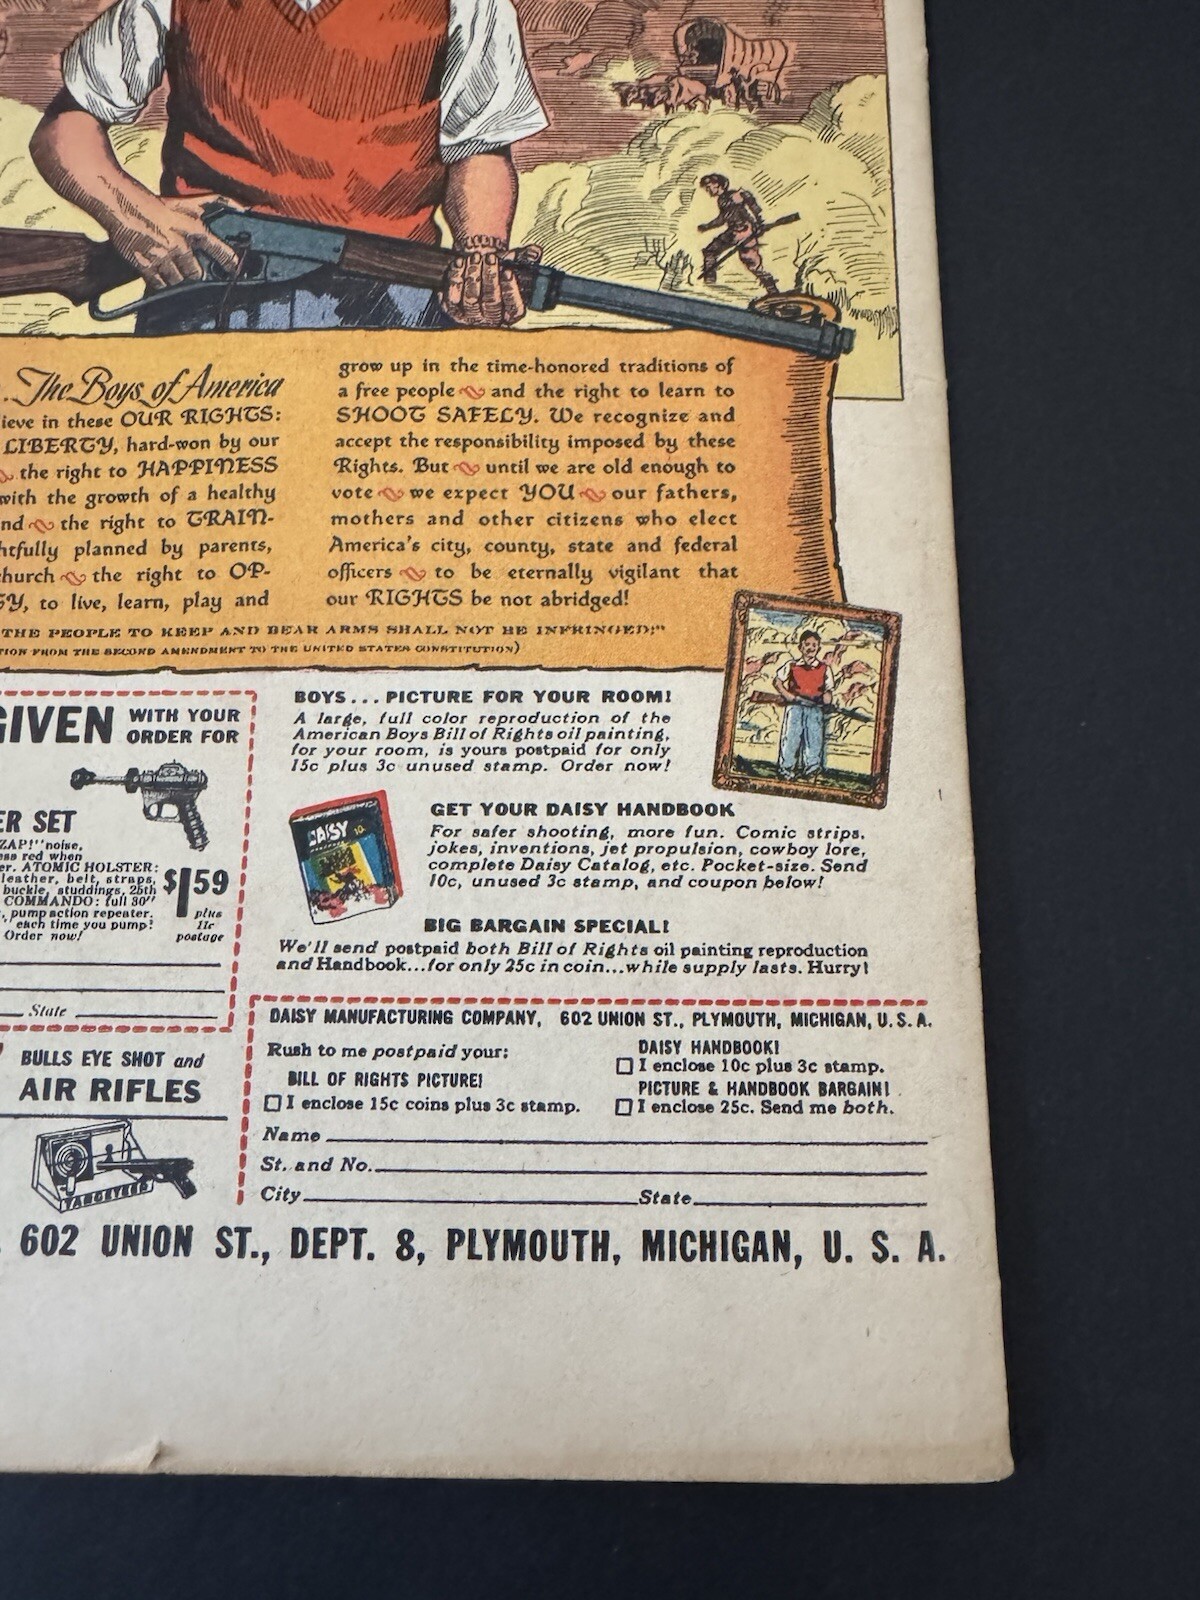 The Boys of America
ieve in these OUR RIGHTS:
LIBERTY, hard-won by our
the right to HAPPINESS
with the growth of a healthy
nd the right to TRAIN-
htfully planned by parents,
hurch the right to OP-
GY, to live, learn, play and
grow up in the time-honored traditions of
a free people and the right to learn to
SHOOT SAFELY. We recognize and
accept the responsibility imposed by these
Rights. But until we are old enough to
vote we expect YOU our fathers,
mothers and other citizens who elect
America's city, county, state and federal
officers to be eternally vigilant that
our RIGHTS be not abridged!
THE PEOPLE TO KEEP AND BEAR ARMS SHALL NOT BE INFRINGED!"
TION FROM THE SECOND AMENDMENT TO THE UNITED STATES CONSTITUTION)
GIVEN WITH YOUR
ORDER FOR
ER SET
ZAP!" noise,
ess red when
er. ATOMIC HOLSTER:
leather, belt, straps,
buckle, studdings, 25th
COMMANDO: full 30"
pump action repeater.
each time you pump!
Order now!
$1.59
plus
11c
postage
State
BULLS EYE SHOT and
AIR RIFLES
TARGETEER
BOYS... PICTURE FOR YOUR ROOM!
A large, full color reproduction of the
American Boys Bill of Rights oil painting,
for your room, is yours postpaid for only
15c plus 3c unused stamp. Order now!
DAISY 10
GET YOUR DAISY HANDBOOK
For safer shooting, more fun. Comic strips,
jokes, inventions, jet propulsion, cowboy lore,
complete Daisy Catalog, etc. Pocket-size. Send
10c, unused 3c stamp, and coupon below!
BIG BARGAIN SPECIAL!
We'll send postpaid both Bill of Rights oil painting reproduction
and Handbook...for only 25c in coin...while supply lasts. Hurry!
DAISY MANUFACTURING COMPANY, 602 UNION ST., PLYMOUTH, MICHIGAN, U. S. A.
Rush to me postpaid your:
BILL OF RIGHTS PICTURE!
I enclose 15c coins plus 3c stamp.
DAISY HANDBOOK!
I enclose 10c plus 3c stamp.
PICTURE & HANDBOOK BARGAIN!
I enclose 25c. Send me both.
Name
St. and No.
City State
602 UNION ST., DEPT. 8, PLYMOUTH, MICHIGAN, U. S. A.